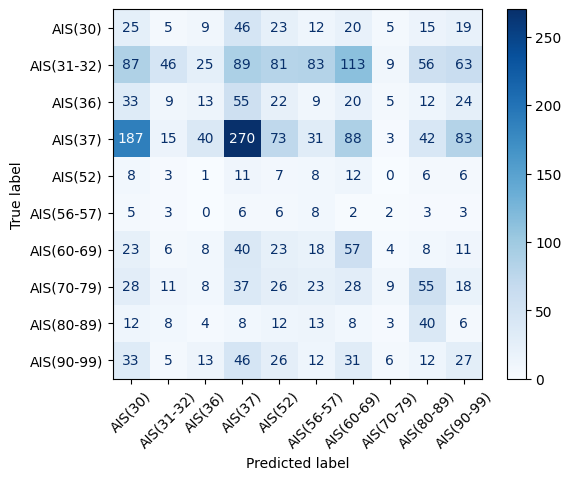 AIS(30) 25 5 9 46 23 12 20 5 15 19
AIS(31-32) 87 46 25 89 81 83 113 9 56 63
AIS(36) 33 9 13 55 22 9 20 5 12 24
AIS(37) 187 15 40 270 73 31 88 3 42 83
AIS(52) 8 3 1 11 7 8 12 0 6 6
AIS(56-57) 5 3 0 6 6 8 2 2 3 3
AIS(60-69) 23 6 8 40 23 18 57 4 8 11
AIS(70-79) 28 11 8 37 26 23 28 9 55 18
AIS(80-89) 12 8 4 8 12 13 8 3 40 6
AIS(90-99) 33 5 13 46 26 12 31 6 12 27
True label
AIS(30) AIS(31-32) AIS(36) AIS(37) AIS(52) AIS(56-57) AIS(60-69) AIS(70-79) AIS(80-89) AIS(90-99)
Predicted label
250
200
150
100
50
0